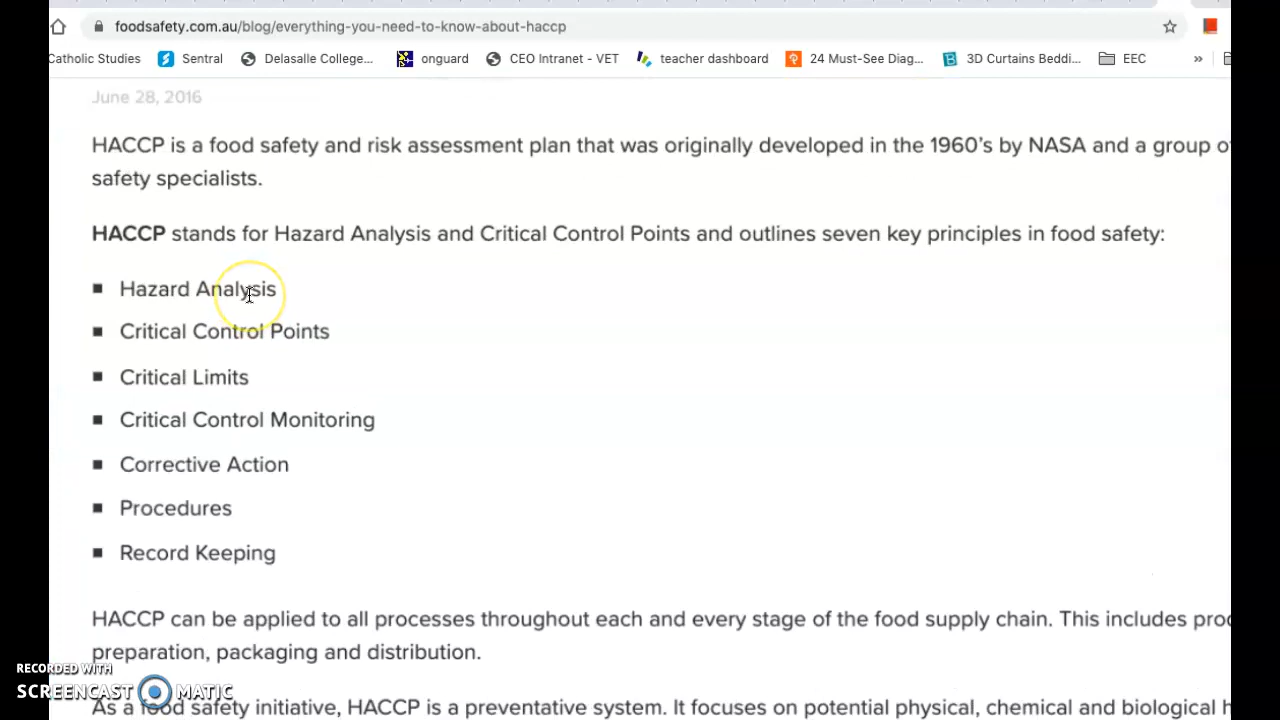 foodsafety.com.au/blog/everything-you-need-to-know-about-haccp
Catholic Studies Sentral Delasalle College... onguard CEO Intranet - VET teacher dashboard 24 Must-See Diag... 3D Curtains Beddi... EEC »
June 28, 2016
HACCP is a food safety and risk assessment plan that was originally developed in the 1960's by NASA and a group
safety specialists.
HACCP stands for Hazard Analysis and Critical Control Points and outlines seven key principles in food safety:
Hazard Analysis
Critical Control Points
Critical Limits
Critical Control Monitoring
Corrective Action
Procedures
Record Keeping
HACCP can be applied to all processes throughout each and every stage of the food supply chain. This includes
preparation, packaging and distribution.
As a food safety initiative, HACCP is a preventative system. It focuses on potential physical, chemical and biological
RECORDED WITH
SCREENCAST MATIC